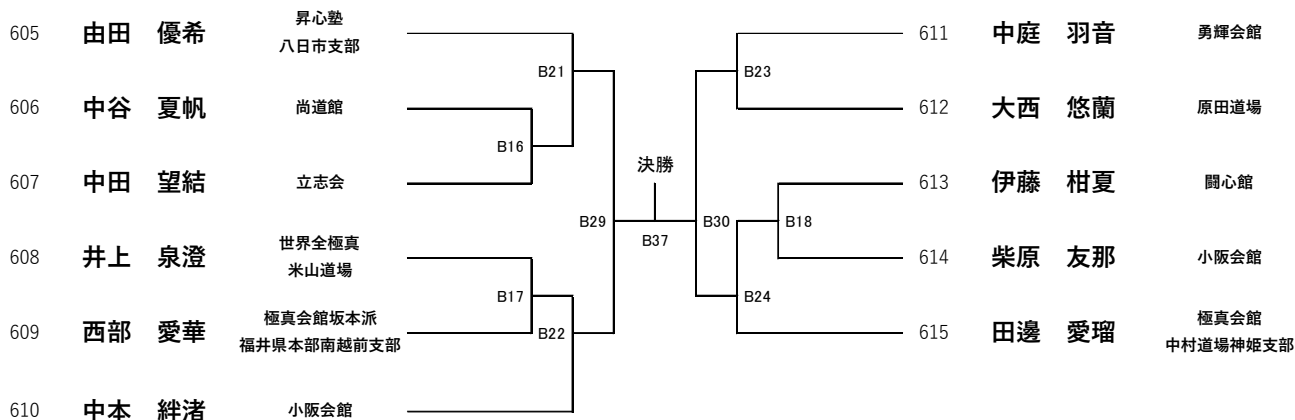 605 由田 優希 昇心塾
八日市支部
606 中谷 夏帆 尚道館
607 中田 望結 立志会
608 井上 泉澄 世界全極真
米山道場
609 西部 愛華 極真会館坂本派
福井県本部南越前支部
610 中本 絆渚 小阪会館
B21
B16
B17
B22
B29
決勝
B37
B30
B23
B18
B24
611 中庭 羽音 勇輝会館
612 大西 悠蘭 原田道場
613 伊藤 柑夏 闘心館
614 柴原 友那 小阪会館
615 田邊 愛瑠 極真会館
中村道場神姫支部